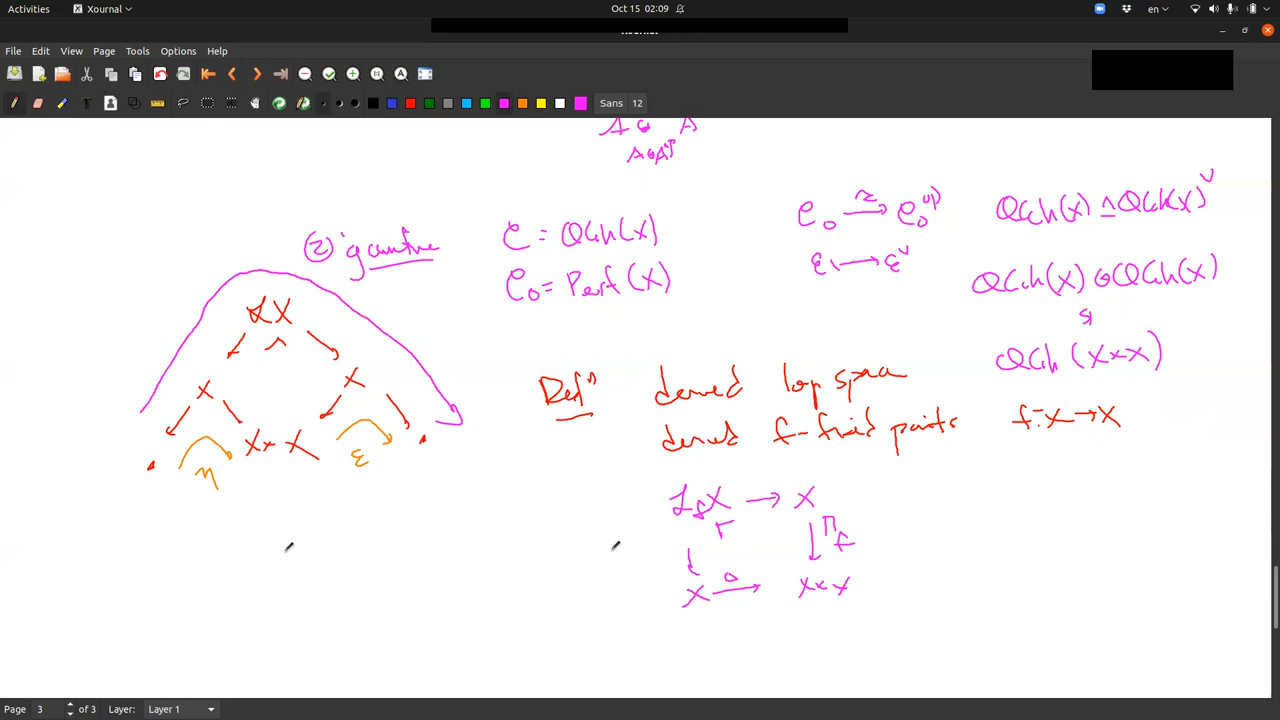 Activities Xournal Oct 15 02:09 en
File Edit View Page Tools Options Help
Sans 12
A ⊗ A
A⊗A^op
② geometric
C = QCoh(X)
C₀ = Perf(X)
C₀ ≃→ C₀^op
ε ↦ ε^∨
QCoh(X) ⊗ QCoh(X)^∨
QCoh(X) ⊗ QCoh(X)
QCoh(X×X)
ℒX
X X
X×X
η ε
Defⁿ derived loop space
derived f-fixed points f: X → X
ℒ_f X → X
Γ_f
X Δ→ X×X
Page 3 of 3 Layer: Layer 1